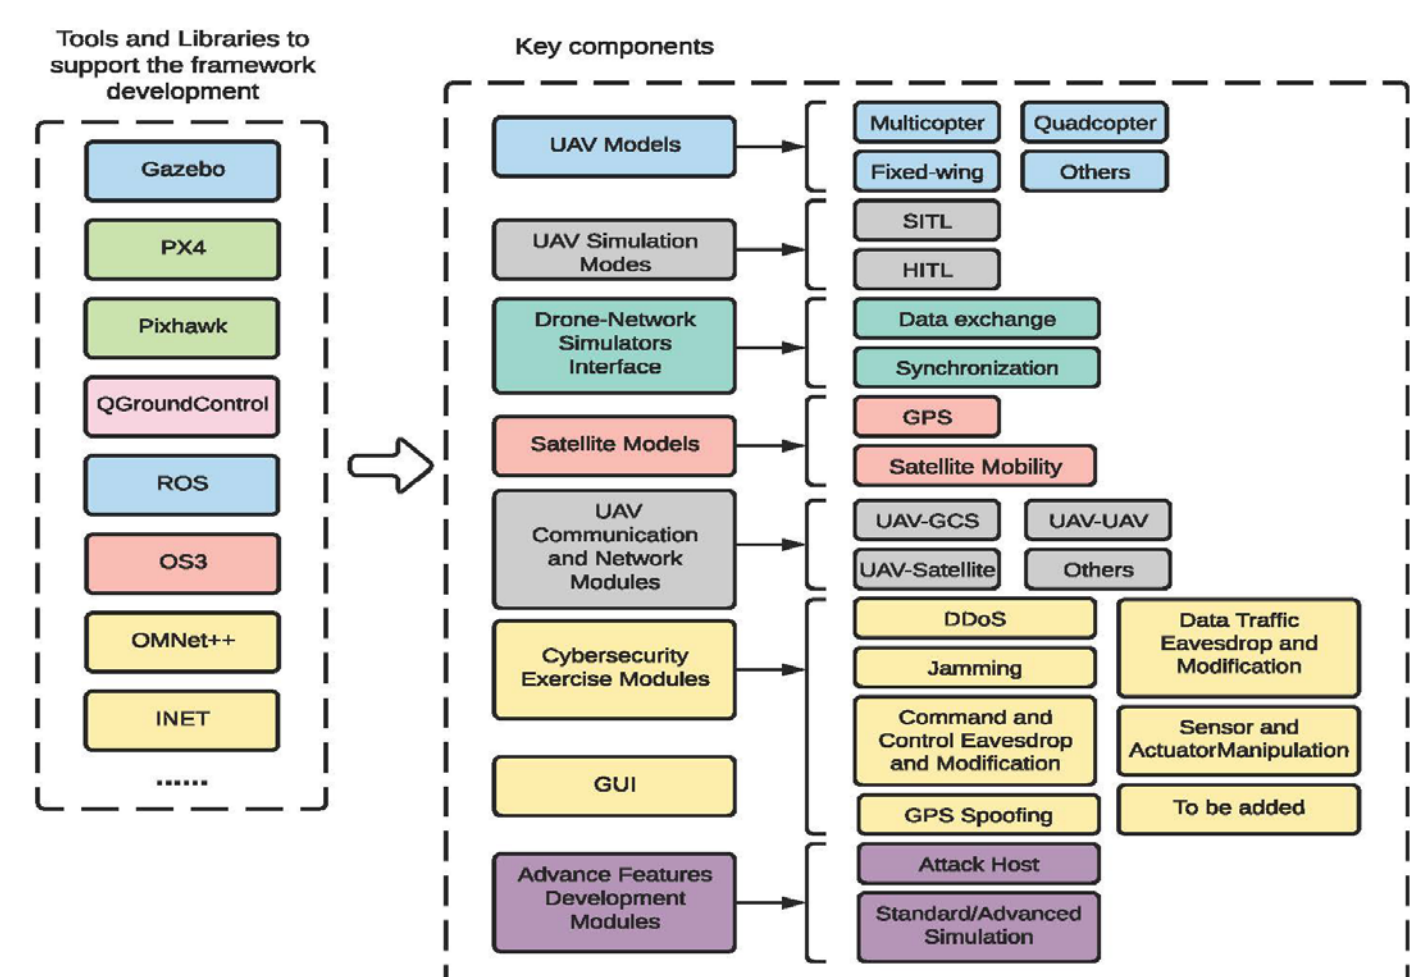 Tools and Libraries to
support the framework
development
Gazebo
PX4
Pixhawk
QGroundControl
ROS
OS3
OMNet++
INET
......
Key components
UAV Models
Multicopter
Quadcopter
Fixed-wing
Others
UAV Simulation
Modes
SITL
HITL
Drone-Network
Simulators
Interface
Data exchange
Synchronization
Satellite Models
GPS
Satellite Mobility
UAV
Communication
and Network
Modules
UAV-GCS
UAV-UAV
UAV-Satellite
Others
Cybersecurity
Exercise Modules
DDoS
Jamming
Command and
Control Eavesdrop
and Modification
GPS Spoofing
Data Traffic
Eavesdrop and
Modification
Sensor and
ActuatorManipulation
To be added
GUI
Advance Features
Development
Modules
Attack Host
Standard/Advanced
Simulation